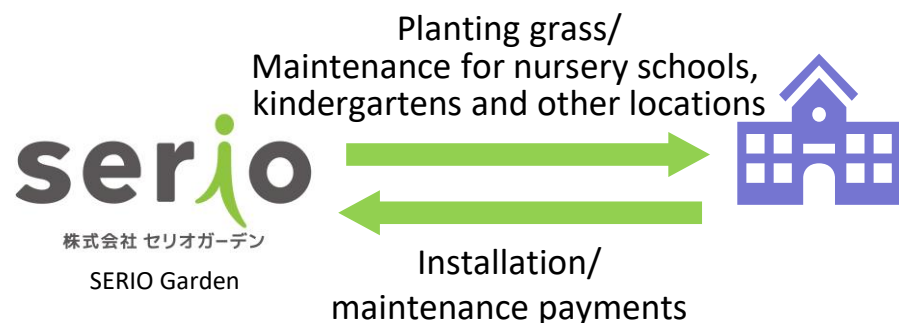 Planting grass/
Maintenance for nursery schools,
kindergartens and other locations
serio
株式会社 セリオガーデン
SERIO Garden
Installation/
maintenance payments